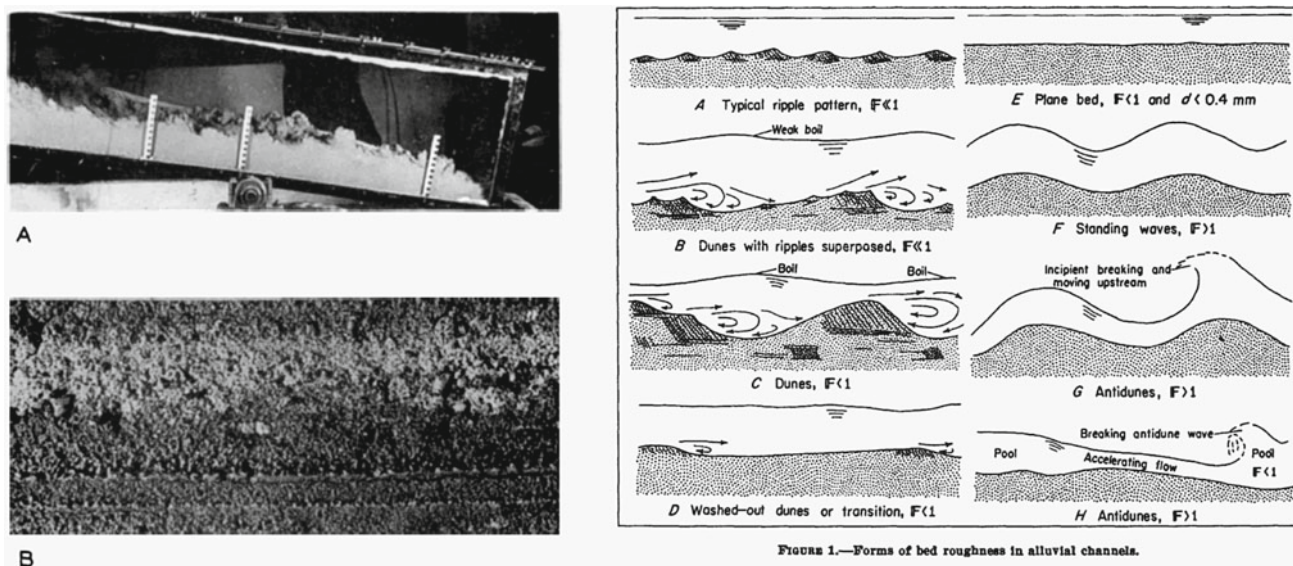 A
B
Weak boil
A Typical ripple pattern, F≪1
B Dunes with ripples superposed, F≪1
Boil
Boil
C Dunes, F<1
D Washed-out dunes or transition, F<1
E Plane bed, F<1 and d<0.4 mm
F Standing waves, F>1
Incipient breaking and
moving upstream
G Antidunes, F>1
Breaking antidune wave
Pool
Accelerating flow
Pool
F<1
H Antidunes, F>1
FIGURE 1.—Forms of bed roughness in alluvial channels.